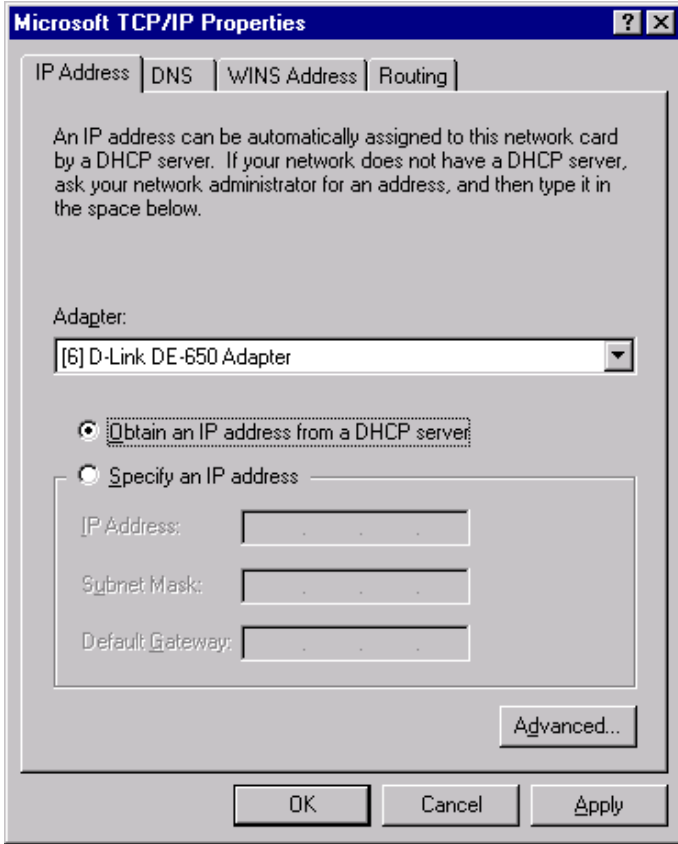 Microsoft TCP/IP Properties
IP Address DNS WINS Address Routing
An IP address can be automatically assigned to this network card
by a DHCP server. If your network does not have a DHCP server,
ask your network administrator for an address, and then type it in
the space below.
Adapter:
[6] D-Link DE-650 Adapter
Obtain an IP address from a DHCP server
Specify an IP address
IP Address:
Subnet Mask:
Default Gateway:
Advanced...
OK Cancel Apply